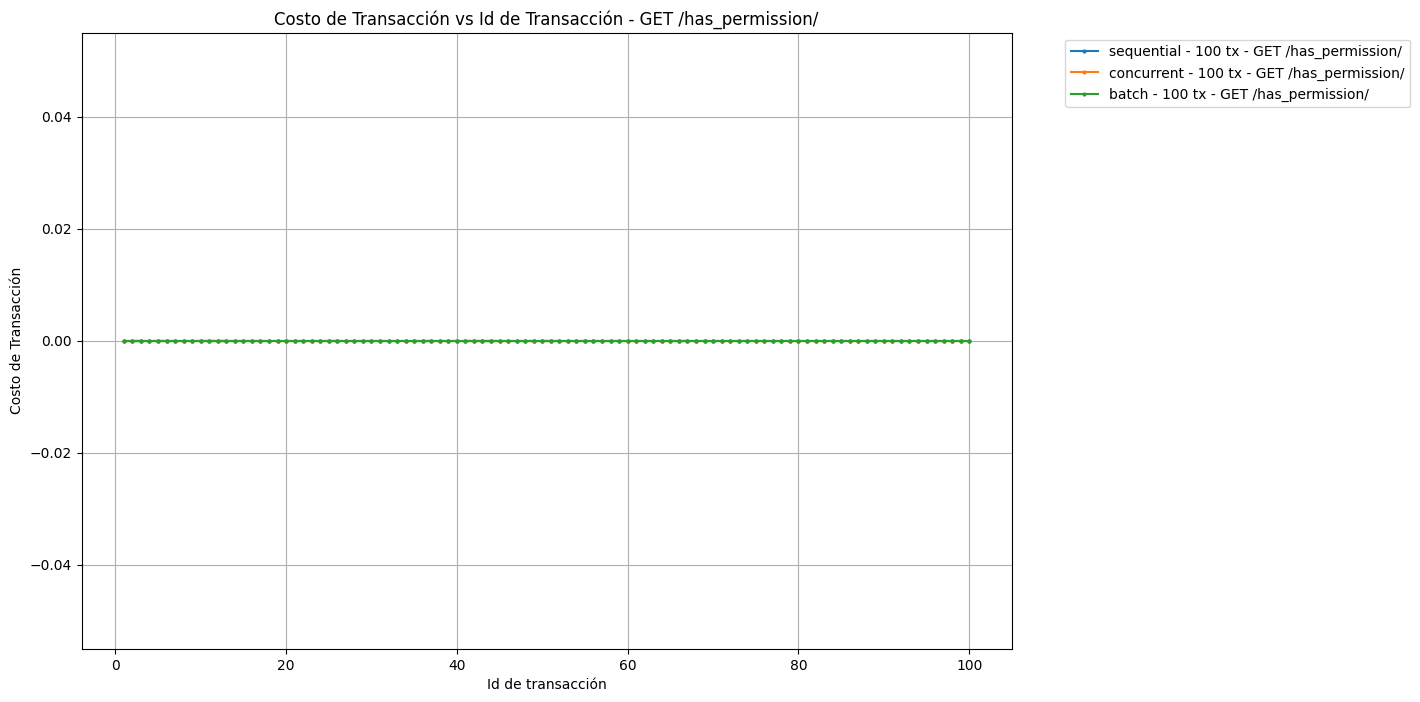 Costo de Transacción vs Id de Transacción - GET /has_permission/
sequential - 100 tx - GET /has_permission/
concurrent - 100 tx - GET /has_permission/
batch - 100 tx - GET /has_permission/
Costo de Transacción
0.04
0.02
0.00
−0.02
−0.04
0 20 40 60 80 100
Id de transacción